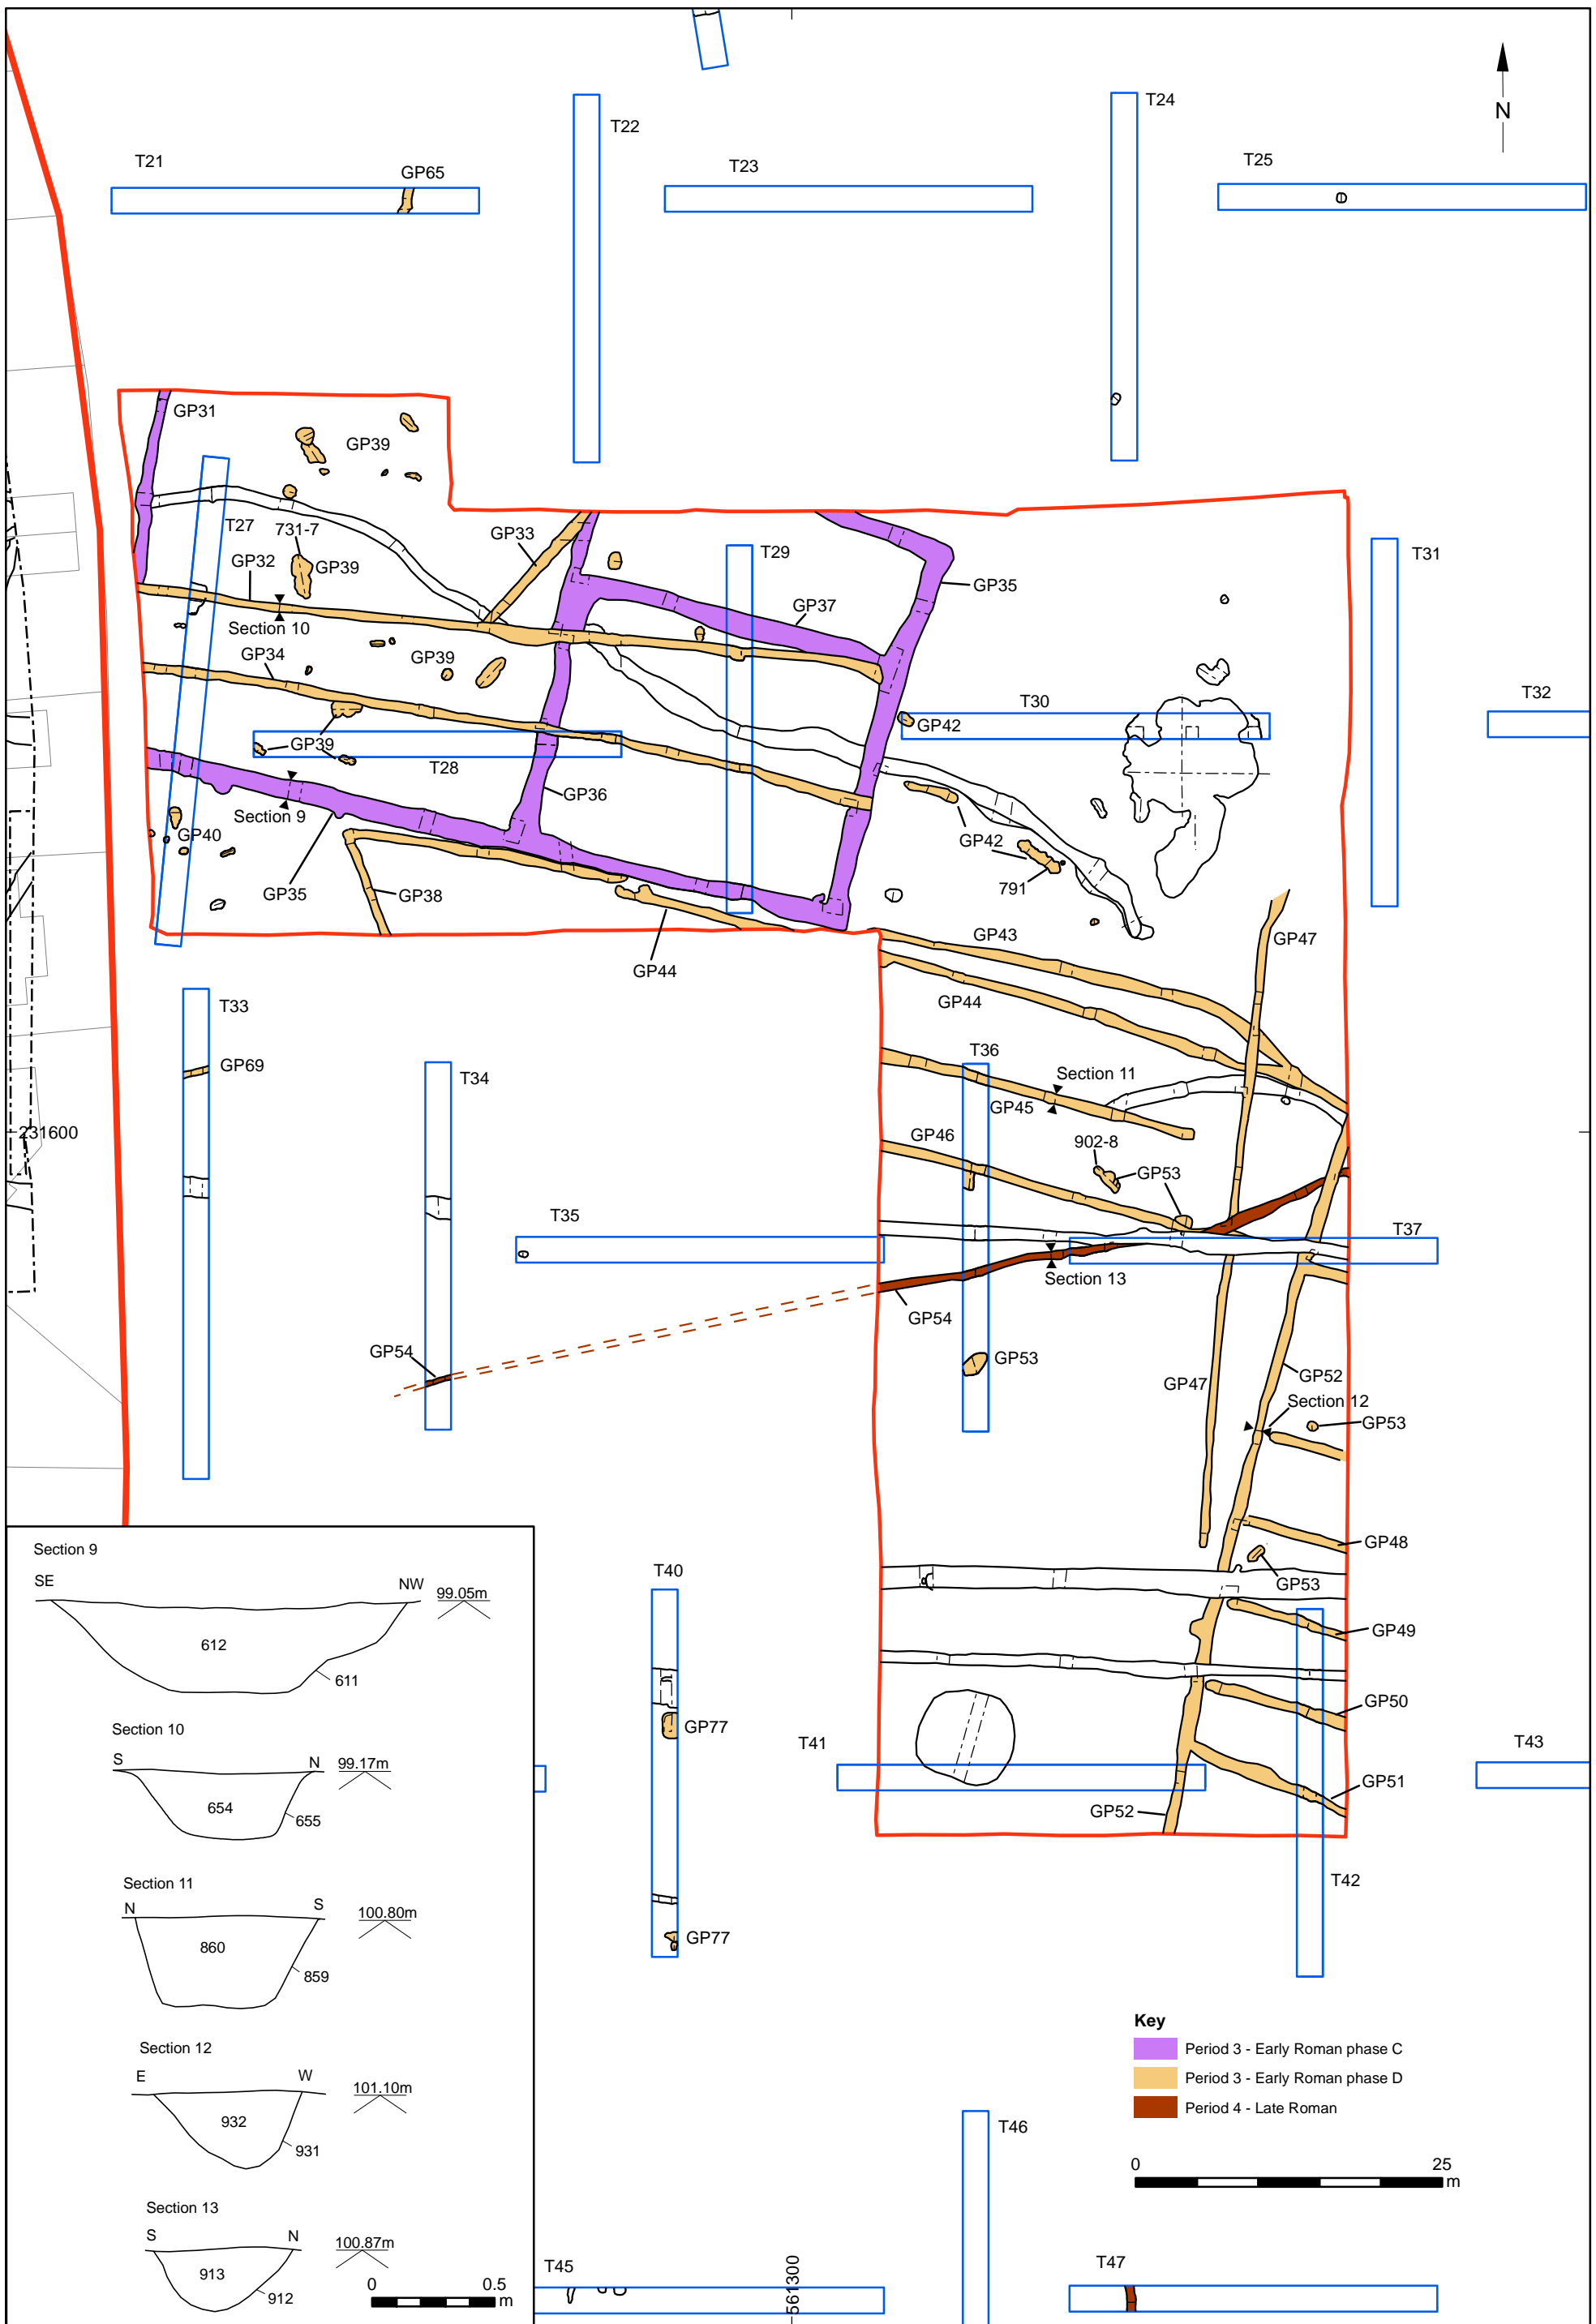 T24
T22
N
T21
GP65
T23
T25
GP31
GP39
T27
731-7
GP33
T29
T31
GP32
GP39
GP35
GP37
Section 10
GP34
GP39
T30
T32
GP42
GP39
T28
GP36
Section 9
GP40
GP42
791
GP35
GP38
GP43
GP47
GP44
GP44
T33
T36
GP69
T34
Section 11
GP45
231600
GP46
902-8
GP53
T35
T37
Section 13
GP54
GP54
GP53
GP47
GP52
Section 12
GP53
GP48
T40
GP53
GP49
GP50
GP77
T41
T43
GP51
GP52
T42
GP77
Section 9
SE
NW
99.05m
612
611
Section 10
S
N
99.17m
654
655
Section 11
N
S
100.80m
860
859
Section 12
E
W
101.10m
932
931
Section 13
S
N
100.87m
913
912
0
0.5
m
Key
Period 3 - Early Roman phase C
Period 3 - Early Roman phase D
Period 4 - Late Roman
T46
0
25
m
T45
561300
T47